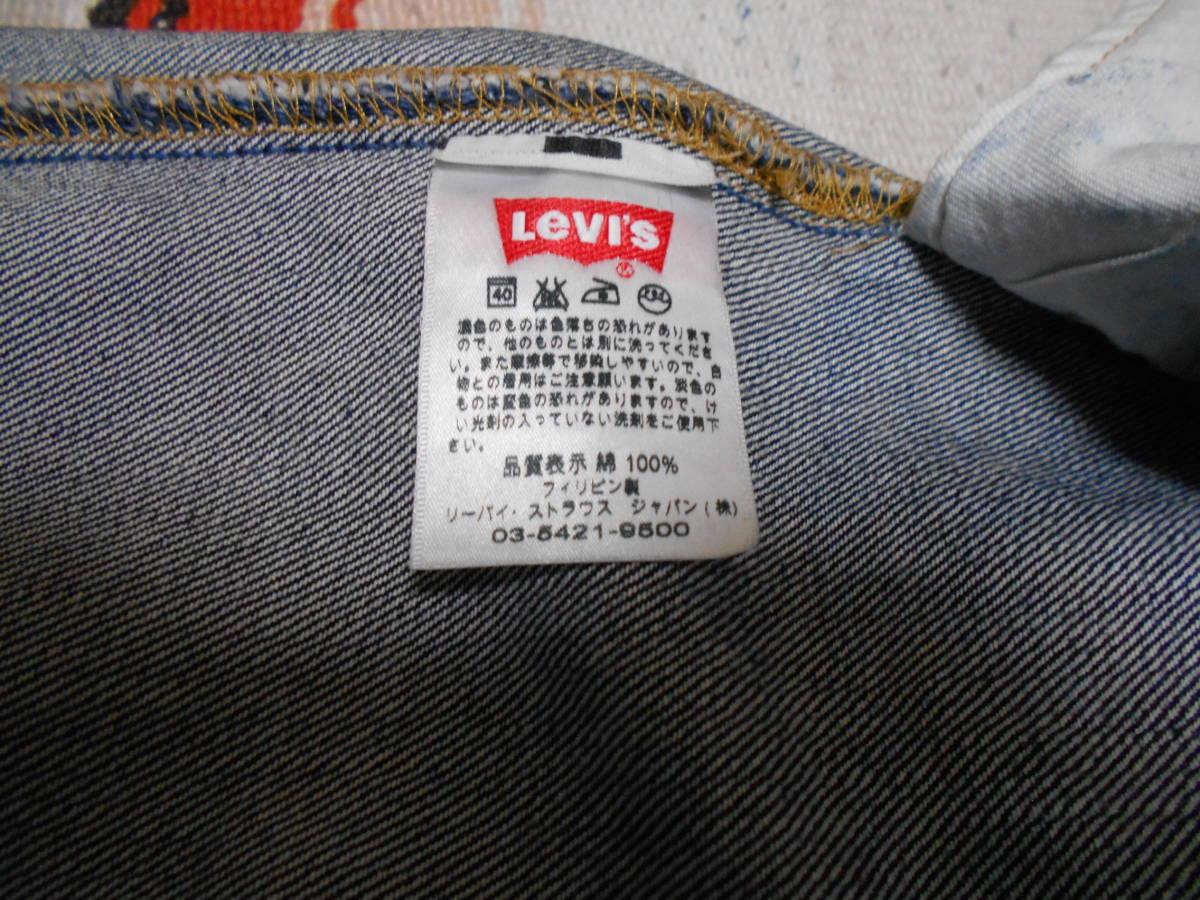 LEVI'S
40
濃色のものは色落ちの恐れがあります
ので、他のものとは別に洗ってくださ
い。また摩擦等で移染しやすいので、白
物との着用はご注意願います。淡色の
ものは変色の恐れがありますので、け
い光剤の入っていない洗剤をご使用下
さい。
品質表示 綿 100%
フィリピン製
リーバイ・ストラウス ジャパン(株)
03-5421-9500